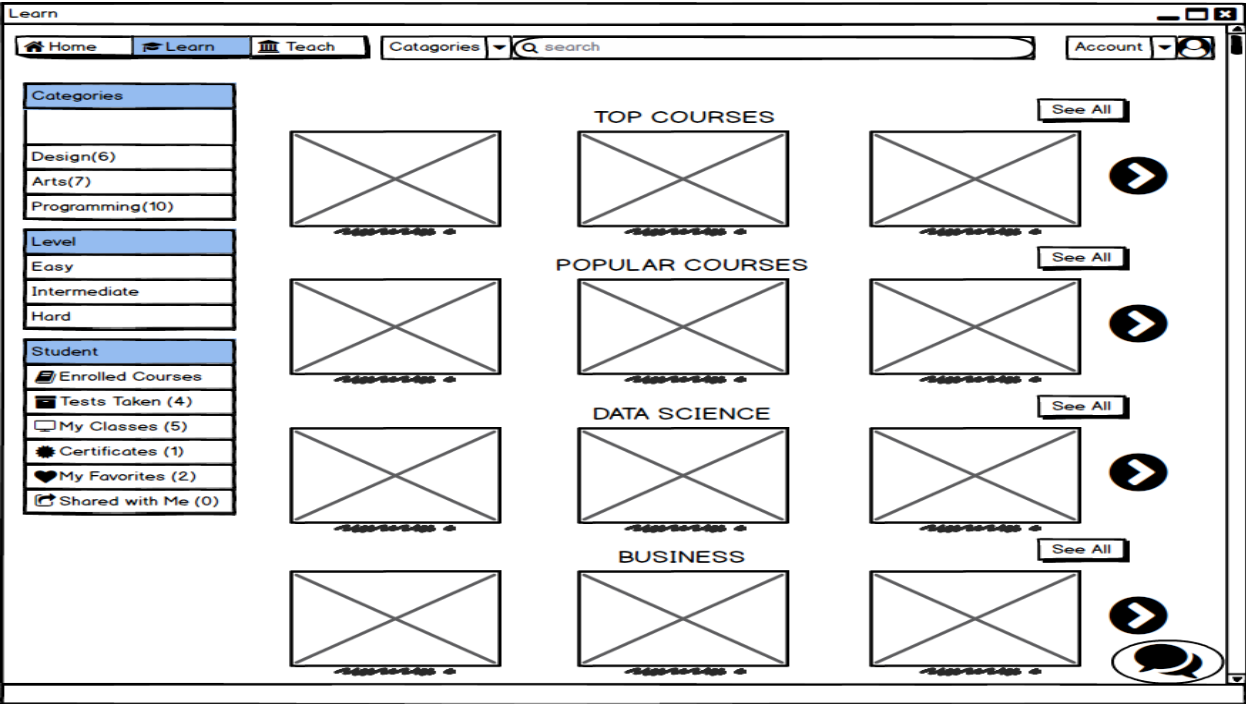 Learn
Home Learn Teach Catagories search Account
Categories
Design(6)
Arts(7)
Programming(10)
Level
Easy
Intermediate
Hard
Student
Enrolled Courses
Tests Taken (4)
My Classes (5)
Certificates (1)
My Favorites (2)
Shared with Me (0)
TOP COURSES
See All
POPULAR COURSES
See All
DATA SCIENCE
See All
BUSINESS
See All